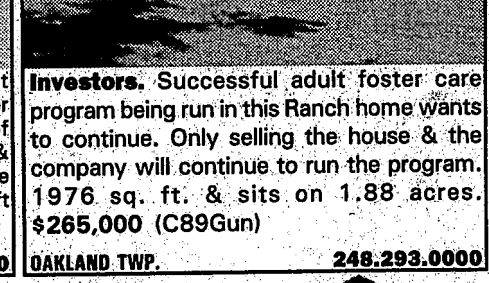 Investors. Successful adult foster care
program being run in this Ranch home wants
to continue. Only selling the house & the
company will continue to run the program.
1976 sq. ft. & sits on 1.88 acres.
$265,000 (C89Gun)
OAKLAND TWP. 248.293.0000